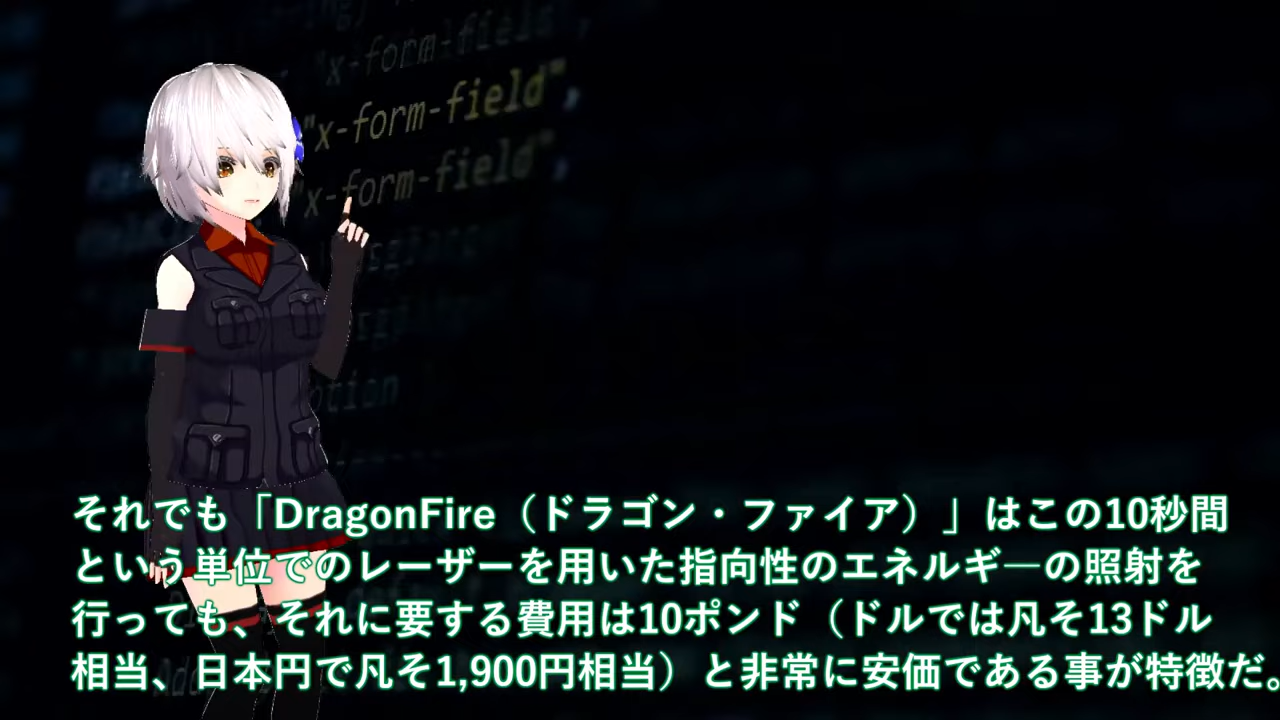 "x-form-field",
"x-form-field",
"x-form-field",
それでも「DragonFire（ドラゴン・ファイア）」はこの10秒間
という単位でのレーザーを用いた指向性のエネルギ―の照射を
行っても、それに要する費用は10ポンド（ドルでは凡そ13ドル
相当、日本円で凡そ1,900円相当）と非常に安価である事が特徴だ。